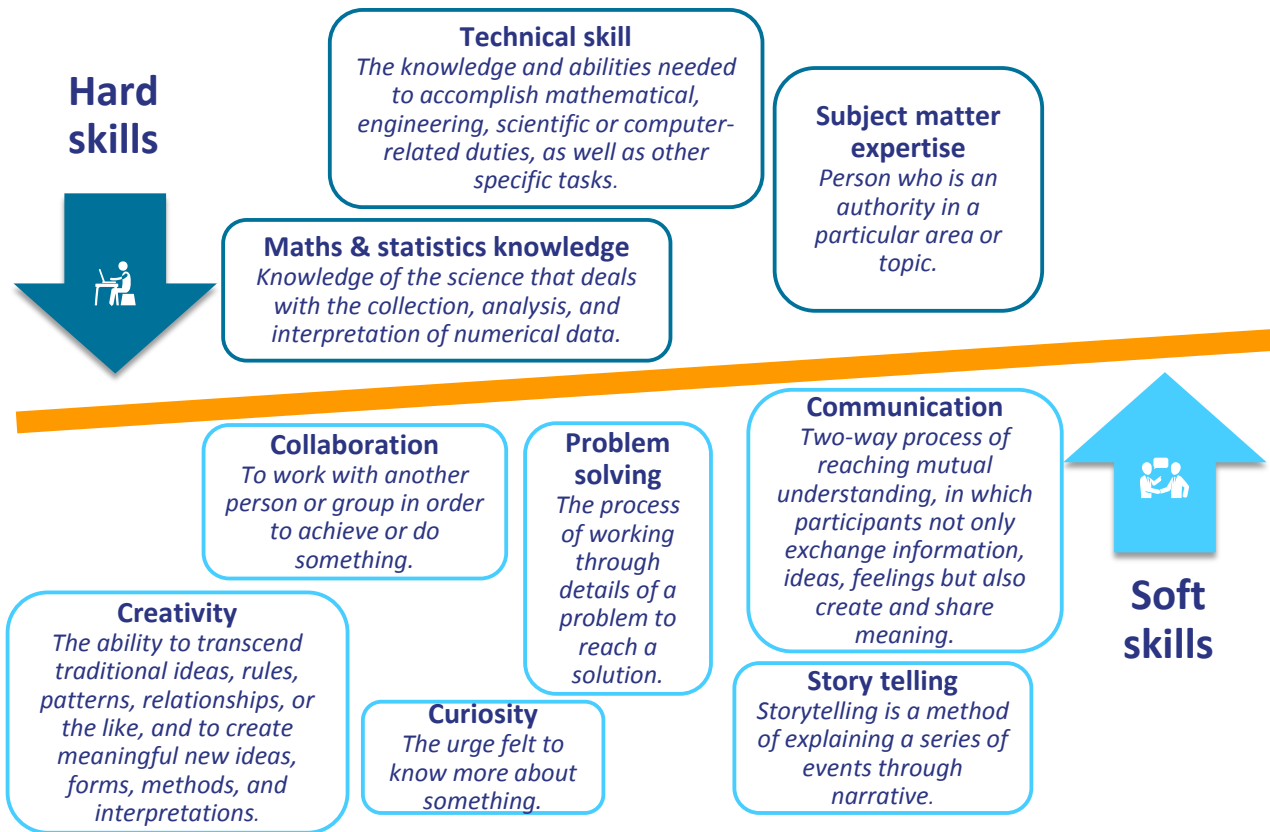 Hard
skills
Technical skill
The knowledge and abilities needed
to accomplish mathematical,
engineering, scientific or computer-
related duties, as well as other
specific tasks.
Subject matter
expertise
Person who is an
authority in a
particular area or
topic.
Maths & statistics knowledge
Knowledge of the science that deals
with the collection, analysis, and
interpretation of numerical data.
Collaboration
To work with another
person or group in order
to achieve or do
something.
Problem
solving
The process
of working
through
details of a
problem to
reach a
solution.
Communication
Two-way process of
reaching mutual
understanding, in which
participants not only
exchange information,
ideas, feelings but also
create and share
meaning.
Soft
skills
Creativity
The ability to transcend
traditional ideas, rules,
patterns, relationships, or
the like, and to create
meaningful new ideas,
forms, methods, and
interpretations.
Curiosity
The urge felt to
know more about
something.
Story telling
Storytelling is a method
of explaining a series of
events through
narrative.